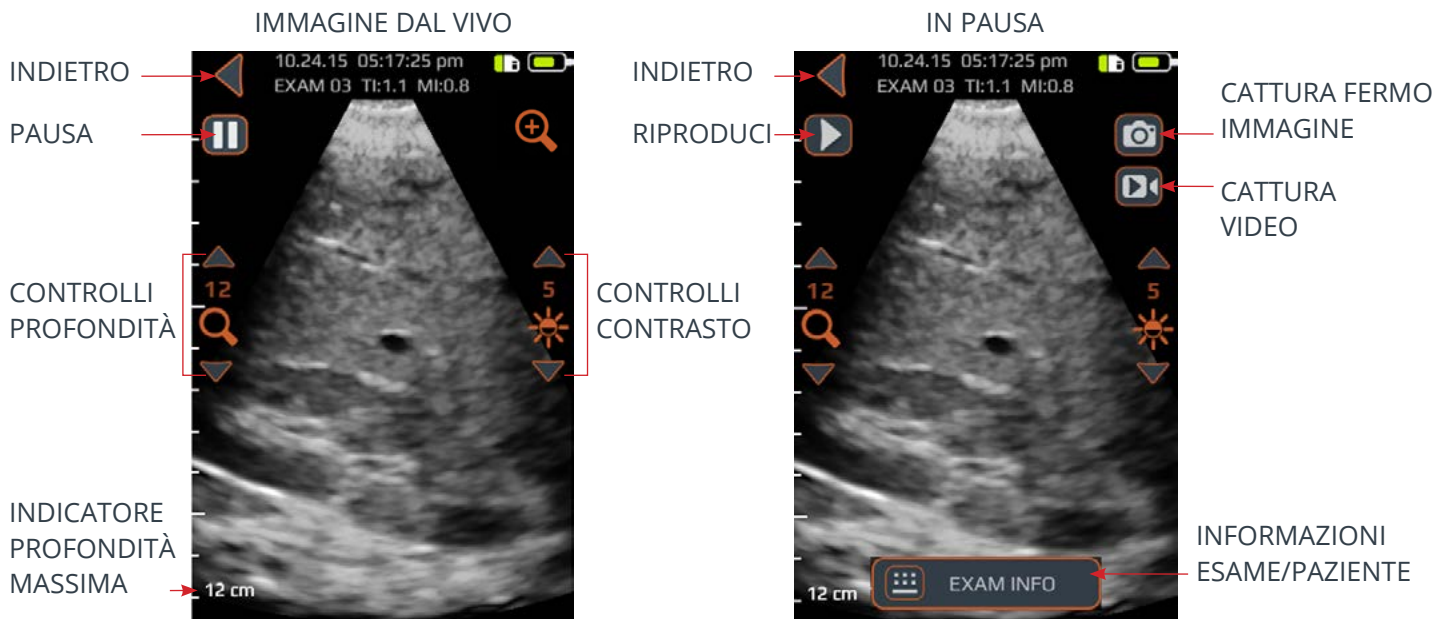 IMMAGINE DAL VIVO
INDIETRO
PAUSA
CONTROLLI
PROFONDITÀ
INDICATORE
PROFONDITÀ
MASSIMA
10.24.15 05:17:25 pm
EXAM 03 TI:1.1 MI:0.8
12
5
12 cm
CONTROLLI
CONTRASTO
IN PAUSA
INDIETRO
RIPRODUCI
10.24.15 05:17:25 pm
EXAM 03 TI:1.1 MI:0.8
12
5
12 cm
EXAM INFO
CATTURA FERMO
IMMAGINE
CATTURA
VIDEO
INFORMAZIONI
ESAME/PAZIENTE